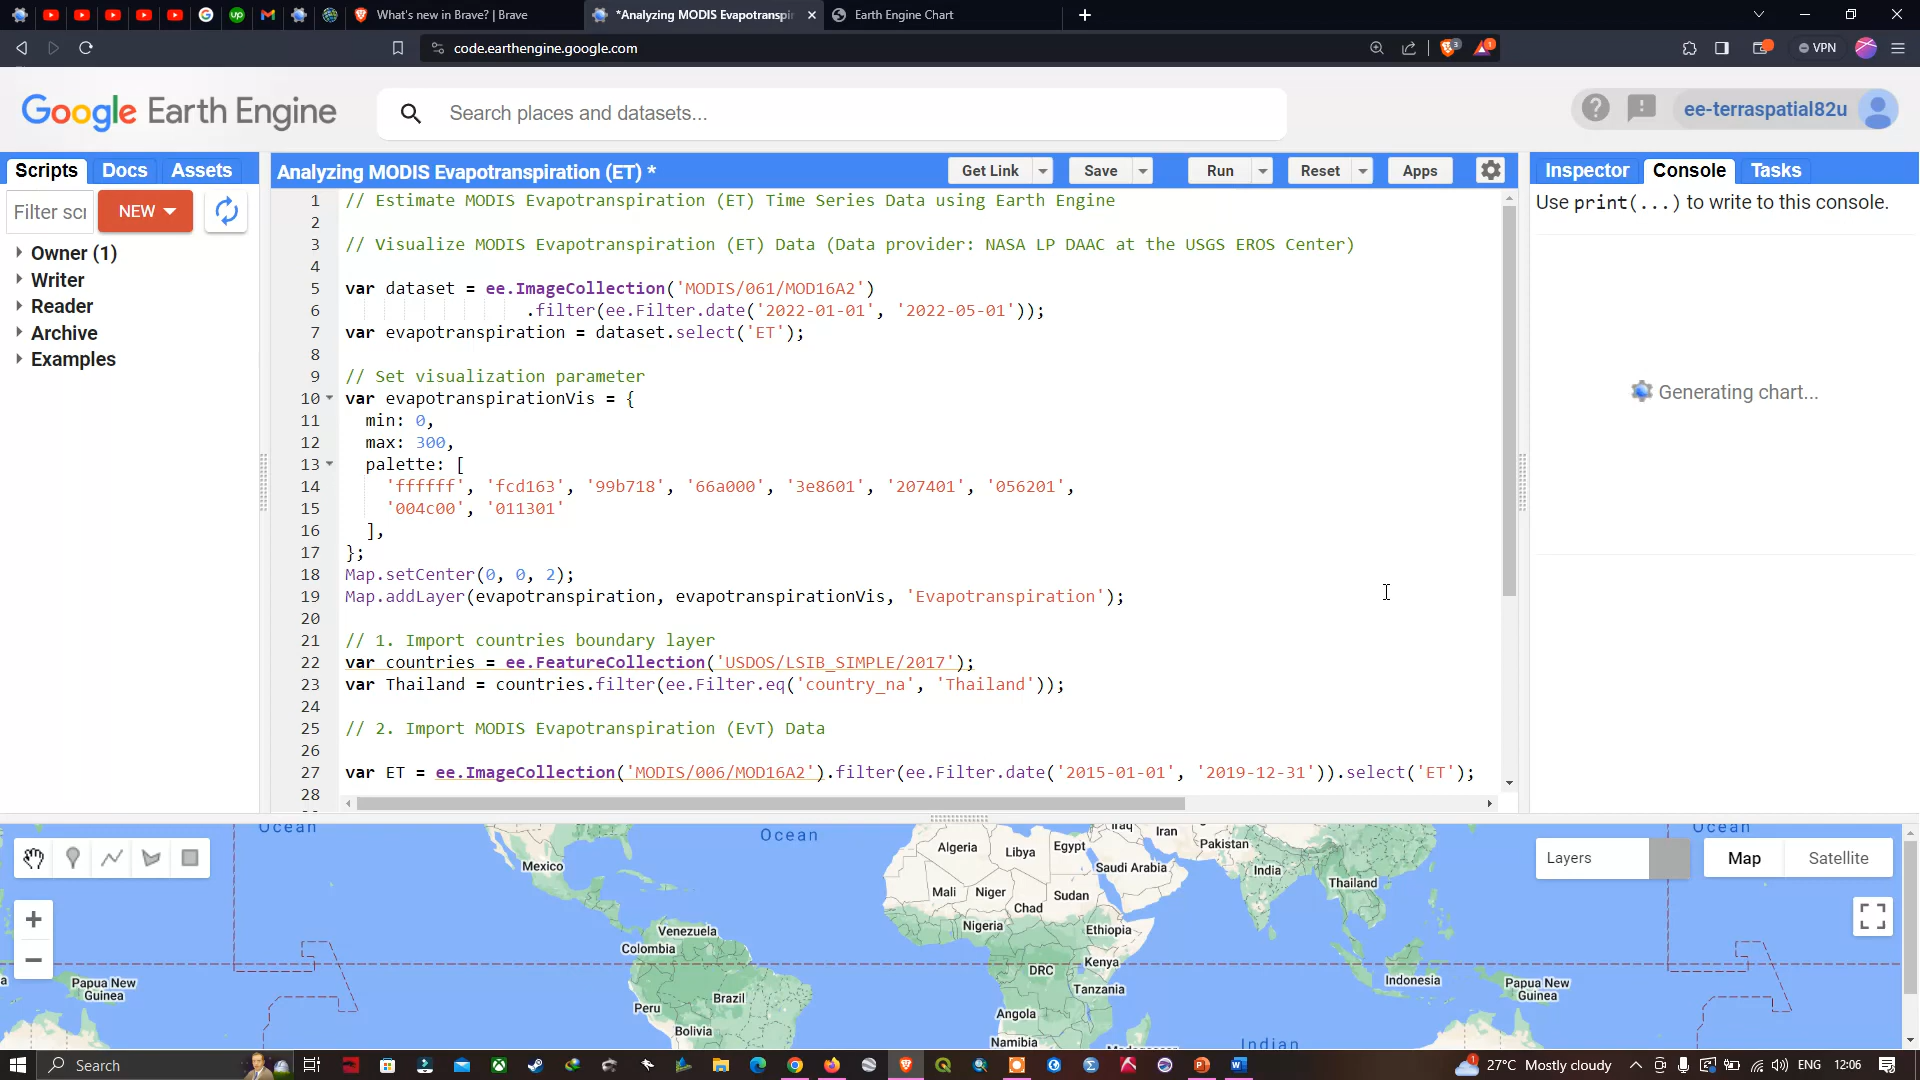 What's new in Brave? | Brave
*Analyzing MODIS Evapotranspir
Earth Engine Chart
code.earthengine.google.com
3
1
VPN
Google Earth Engine
Search places and datasets...
ee-terraspatial82u
Scripts Docs Assets
Filter scr
NEW
Owner (1)
Writer
Reader
Archive
Examples
Analyzing MODIS Evapotranspiration (ET) *
Get Link
Save
Run
Reset
Apps
1 // Estimate MODIS Evapotranspiration (ET) Time Series Data using Earth Engine
2
3 // Visualize MODIS Evapotranspiration (ET) Data (Data provider: NASA LP DAAC at the USGS EROS Center)
4
5 var dataset = ee.ImageCollection('MODIS/061/MOD16A2')
6 .filter(ee.Filter.date('2022-01-01', '2022-05-01'));
7 var evapotranspiration = dataset.select('ET');
8
9 // Set visualization parameter
10 var evapotranspirationVis = {
11 min: 0,
12 max: 300,
13 palette: [
14 'ffffff', 'fcd163', '99b718', '66a000', '3e8601', '207401', '056201',
15 '004c00', '011301'
16 ],
17 };
18 Map.setCenter(0, 0, 2);
19 Map.addLayer(evapotranspiration, evapotranspirationVis, 'Evapotranspiration');
20
21 // 1. Import countries boundary layer
22 var countries = ee.FeatureCollection('USDOS/LSIB_SIMPLE/2017');
23 var Thailand = countries.filter(ee.Filter.eq('country_na', 'Thailand'));
24
25 // 2. Import MODIS Evapotranspiration (EvT) Data
26
27 var ET = ee.ImageCollection('MODIS/006/MOD16A2').filter(ee.Filter.date('2015-01-01', '2019-12-31')).select('ET');
28
Inspector Console Tasks
Use print(...) to write to this console.
Generating chart...
Ocean
Ocean
Ocean
Mexico
Venezuela
Colombia
Peru
Brazil
Bolivia
Algeria
Libya
Egypt
Iraq
Iran
Saudi Arabia
Pakistan
India
Thailand
Mali
Niger
Chad
Sudan
Nigeria
Ethiopia
Kenya
DRC
Tanzania
Angola
Namibia
Indonesia
Papua New
Guinea
Papua New
Guinea
Indian
Layers
Map
Satellite
Search
1
27°C Mostly cloudy
ENG
12:06